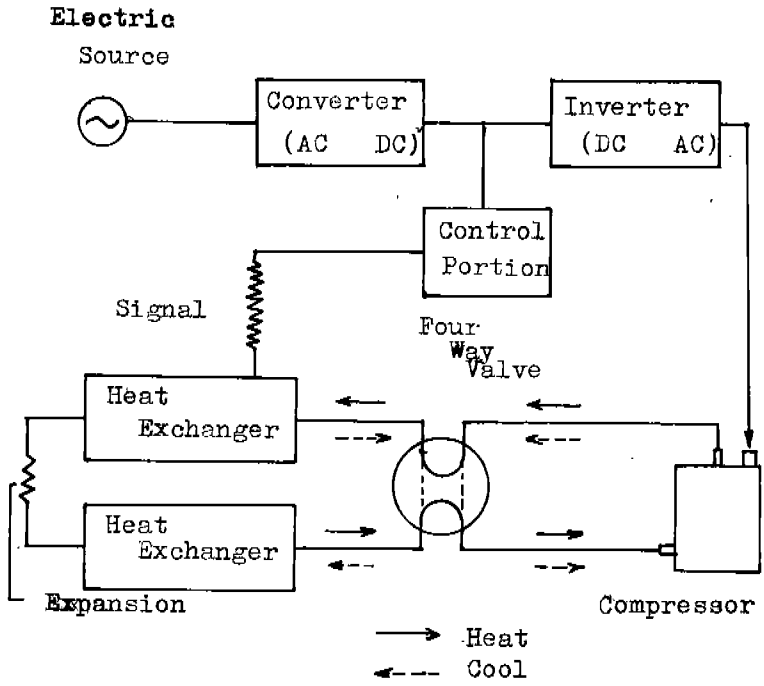 Electric
Source
Converter
(AC DC)
Inverter
(DC AC)
Control
Portion
Signal
Four
Way
Valve
Heat
Exchanger
Heat
Exchanger
Expansion
Compressor
Heat
Cool